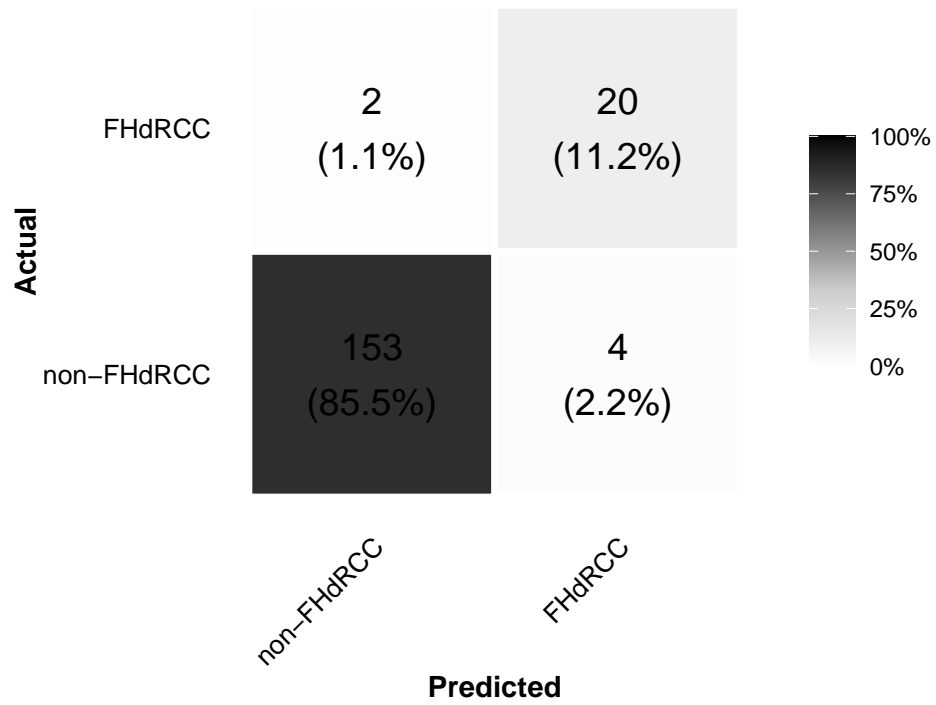 FHdRCC
2
(1.1%)
20
(11.2%)
non−FHdRCC
153
(85.5%)
4
(2.2%)
Actual
non−FHdRCC
FHdRCC
Predicted
100%
75%
50%
25%
0%